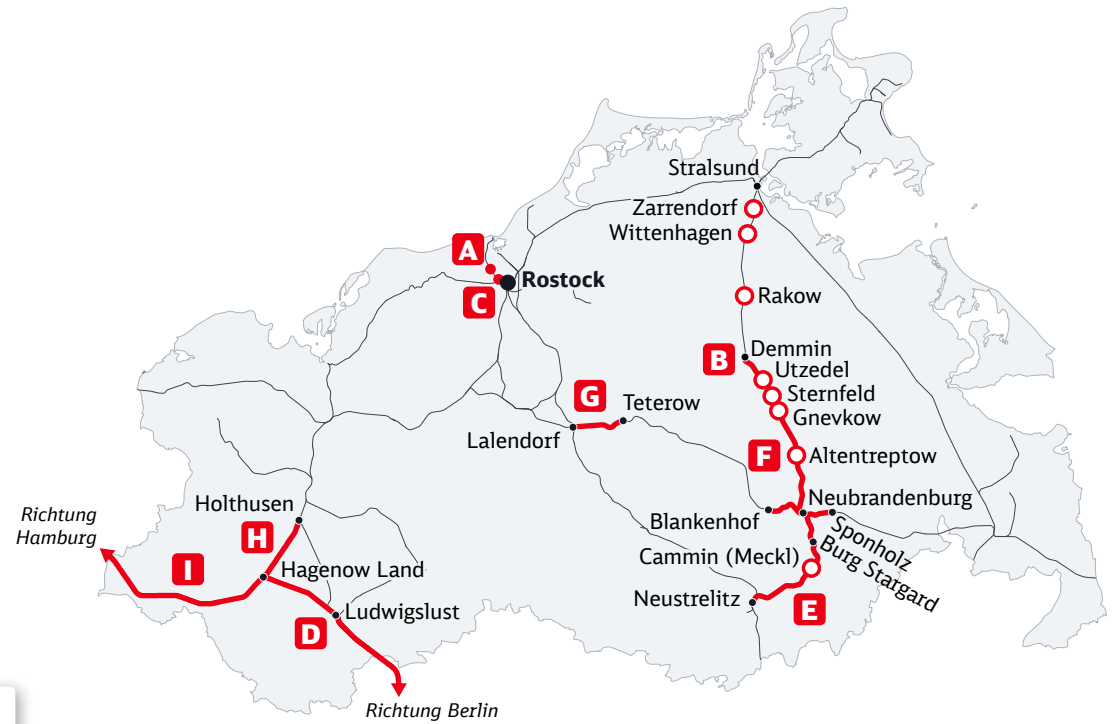 Stralsund
Zarrendorf
Wittenhagen
A
Rostock
C
Rakow
Demmin
B
Utzedel
Sternfeld
G
Teterow
Gnevkow
Lalendorf
F
Altentreptow
Neubrandenburg
Holthusen
Blankenhof
Sponholz
Richtung
Hamburg
H
Cammin (Meckl)
Burg Stargard
I
Hagenow Land
Neustrelitz
E
Ludwigslust
D
Richtung Berlin